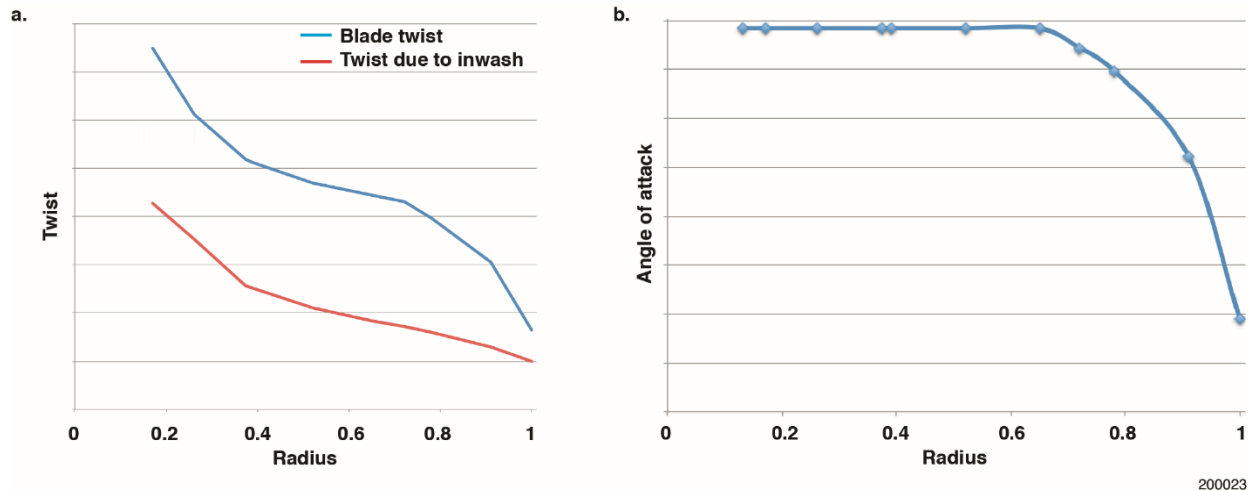 a.
Blade twist
Twist due to inwash
Twist
0 0.2 0.4 0.6 0.8 1
Radius
b.
Angle of attack
0 0.2 0.4 0.6 0.8 1
Radius
200023